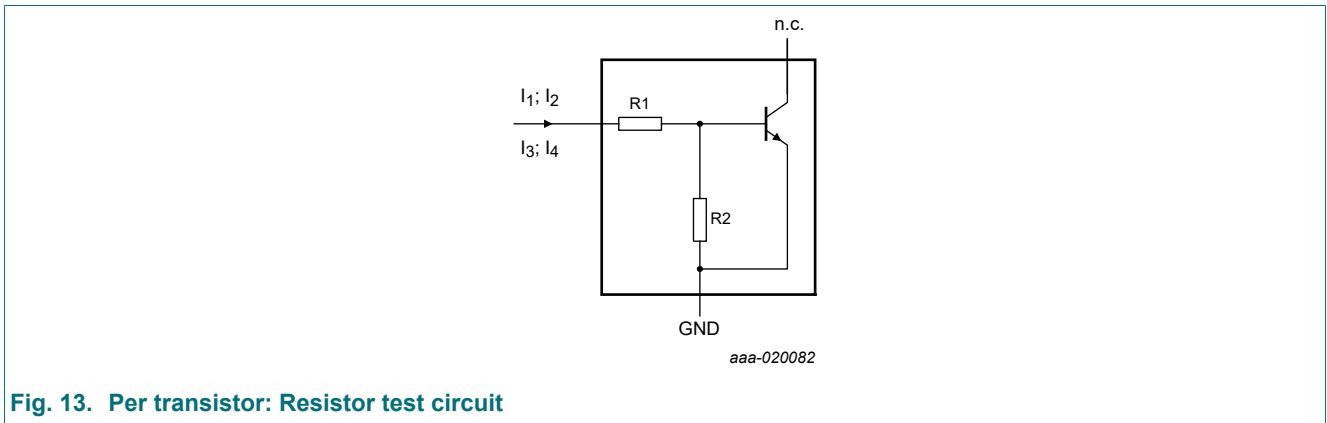 n.c.
I1; I2
R1
I3; I4
R2
GND
aaa-020082
Fig. 13. Per transistor: Resistor test circuit